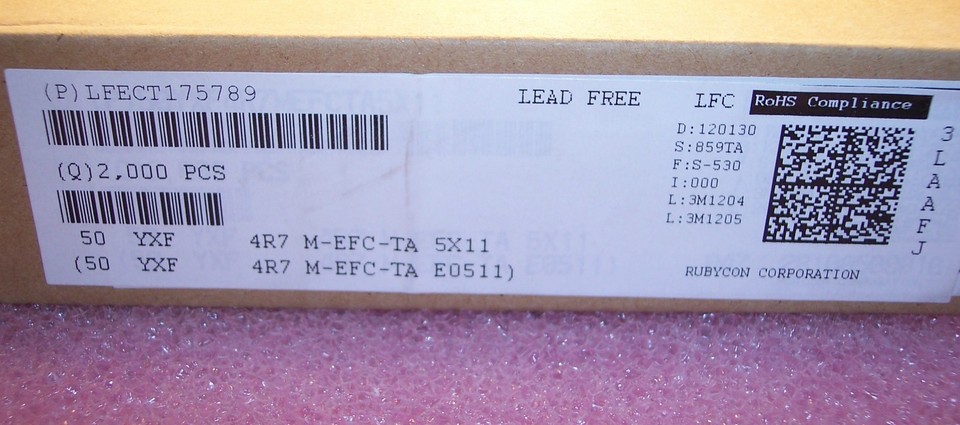 (P)LFECT175789
LEAD FREE
LFC RoHS Compliance
(Q)2,000 PCS
50 YXF 4R7 M-EFC-TA 5X11
(50 YXF 4R7 M-EFC-TA E0511)
D:120130
S:859TA
F:S-530
I:000
L:3M1204
L:3M1205
3LAAFJ
RUBYCON CORPORATION